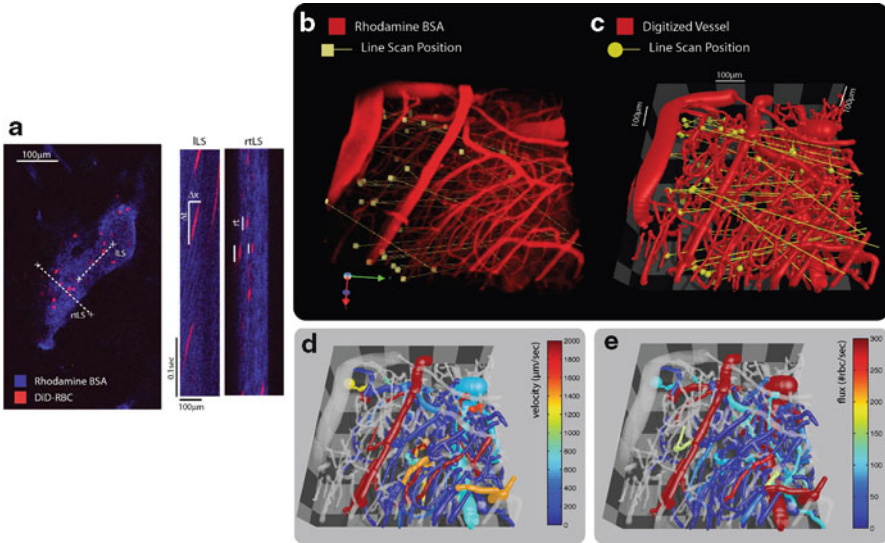 a
100μm
lLS
rtLS
Rhodamine BSA
DiD-RBC
lLS
rtLS
Δx
Δt
rt
0.1sec
100μm
b
Rhodamine BSA
Line Scan Position
c
Digitized Vessel
Line Scan Position
100μm
100μm
100μm
d
velocity (μm/sec)
2000
1800
1600
1400
1200
1000
800
600
400
200
0
e
flux (#rbc/sec)
300
250
200
150
100
50
0